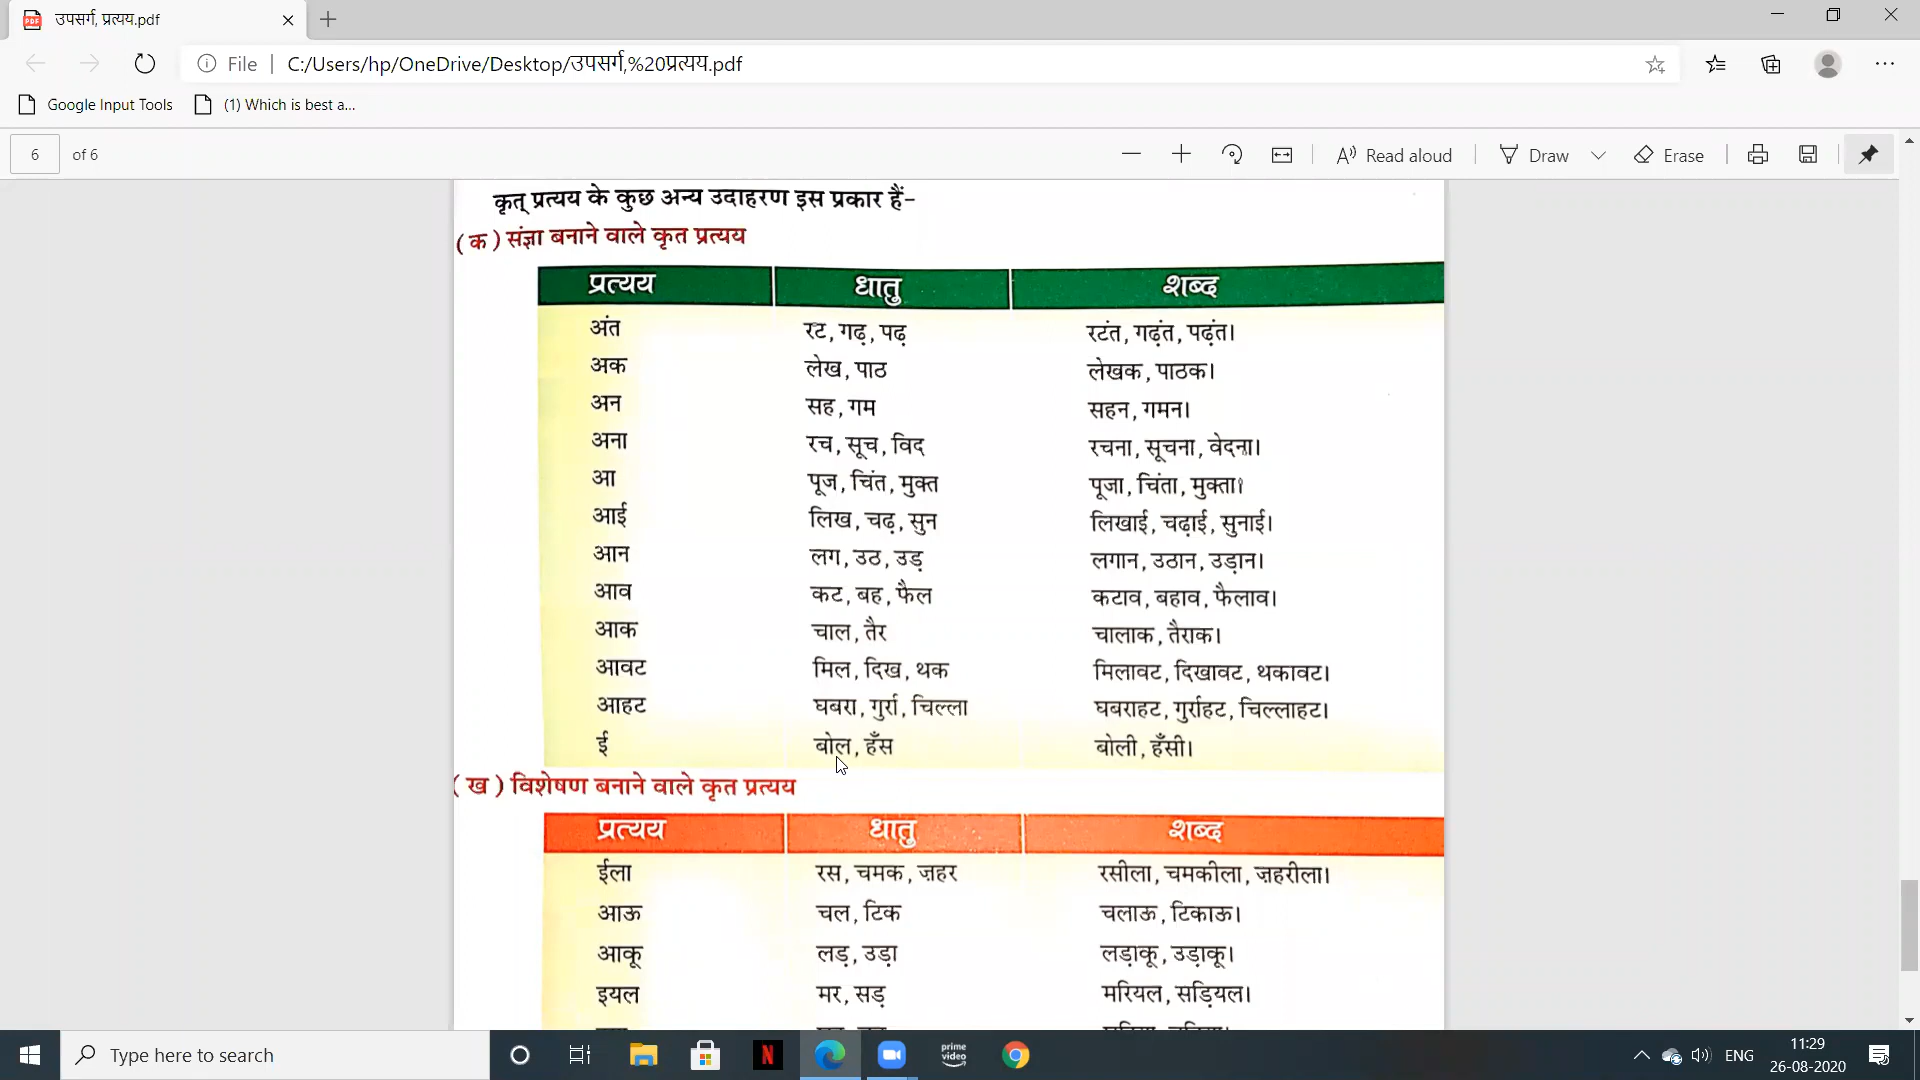 उपसर्ग, प्रत्यय.pdf
File C:/Users/hp/OneDrive/Desktop/उपसर्ग,%20प्रत्यय.pdf
Google Input Tools (1) Which is best a...
6 of 6 Read aloud Draw Erase
कृत् प्रत्यय के कुछ अन्य उदाहरण इस प्रकार हैं-
( क ) संज्ञा बनाने वाले कृत प्रत्यय
प्रत्यय धातु शब्द
अंत रट, गढ़, पढ़ रटंत, गढ़ंत, पढ़ंत।
अक लेख, पाठ लेखक, पाठक।
अन सह, गम सहन, गमन।
अना रच, सूच, विद रचना, सूचना, वेदना।
आ पूज, चिंत, मुक्त पूजा, चिंता, मुक्ता।
आई लिख, चढ़, सुन लिखाई, चढ़ाई, सुनाई।
आन लग, उठ, उड़ लगान, उठान, उड़ान।
आव कट, बह, फैल कटाव, बहाव, फैलाव।
आक चाल, तैर चालाक, तैराक।
आवट मिल, दिख, थक मिलावट, दिखावट, थकावट।
आहट घबरा, गुर्रा, चिल्ला घबराहट, गुर्राहट, चिल्लाहट।
ई बोल, हँस बोली, हँसी।
( ख ) विशेषण बनाने वाले कृत प्रत्यय
प्रत्यय धातु शब्द
ईला रस, चमक, ज़हर रसीला, चमकीला, ज़हरीला।
आऊ चल, टिक चलाऊ, टिकाऊ।
आकू लड़, उड़ा लड़ाकू, उड़ाकू।
इयल मर, सड़ मरियल, सड़ियल।
Type here to search prime video ENG 11:29
26-08-2020